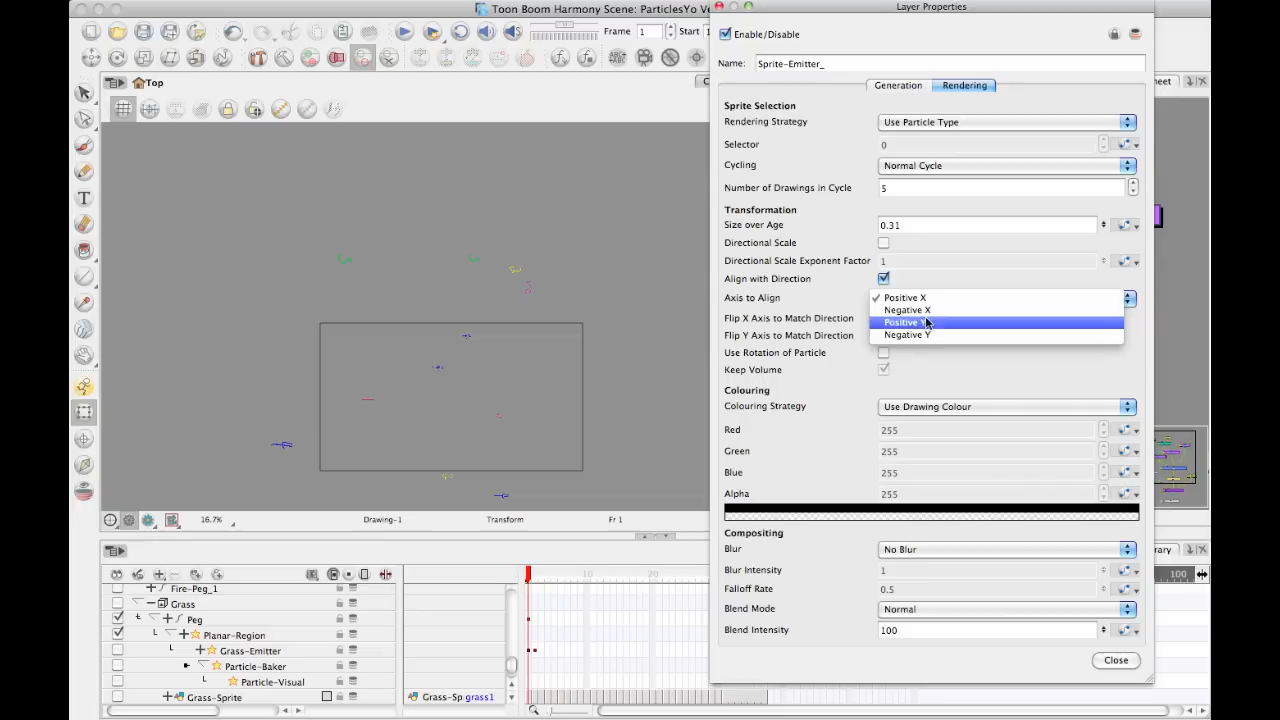 Toon Boom Harmony Scene: ParticlesYo Ve
Layer Properties
Frame 1 Start 1
Enable/Disable
Name: Sprite-Emitter_
Top
Generation Rendering
Sprite Selection
Rendering Strategy Use Particle Type
Selector 0
Cycling Normal Cycle
Number of Drawings in Cycle 5
Transformation
Size over Age 0.31
Directional Scale
Directional Scale Exponent Factor 1
Align with Direction
Axis to Align Positive X
Negative X
Positive Y
Negative Y
Flip X Axis to Match Direction
Flip Y Axis to Match Direction
Use Rotation of Particle
Keep Volume
Colouring
Colouring Strategy Use Drawing Colour
Red 255
Green 255
Blue 255
Alpha 255
Compositing
Blur No Blur
Blur Intensity 1
Falloff Rate 0.5
Blend Mode Normal
Blend Intensity 100
Close
16.7% Drawing-1 Transform Fr 1
10 20 100
Fire-Peg_1
Grass
Peg
Planar-Region
Grass-Emitter
Particle-Baker
Particle-Visual
Grass-Sprite Grass-Sp grass1